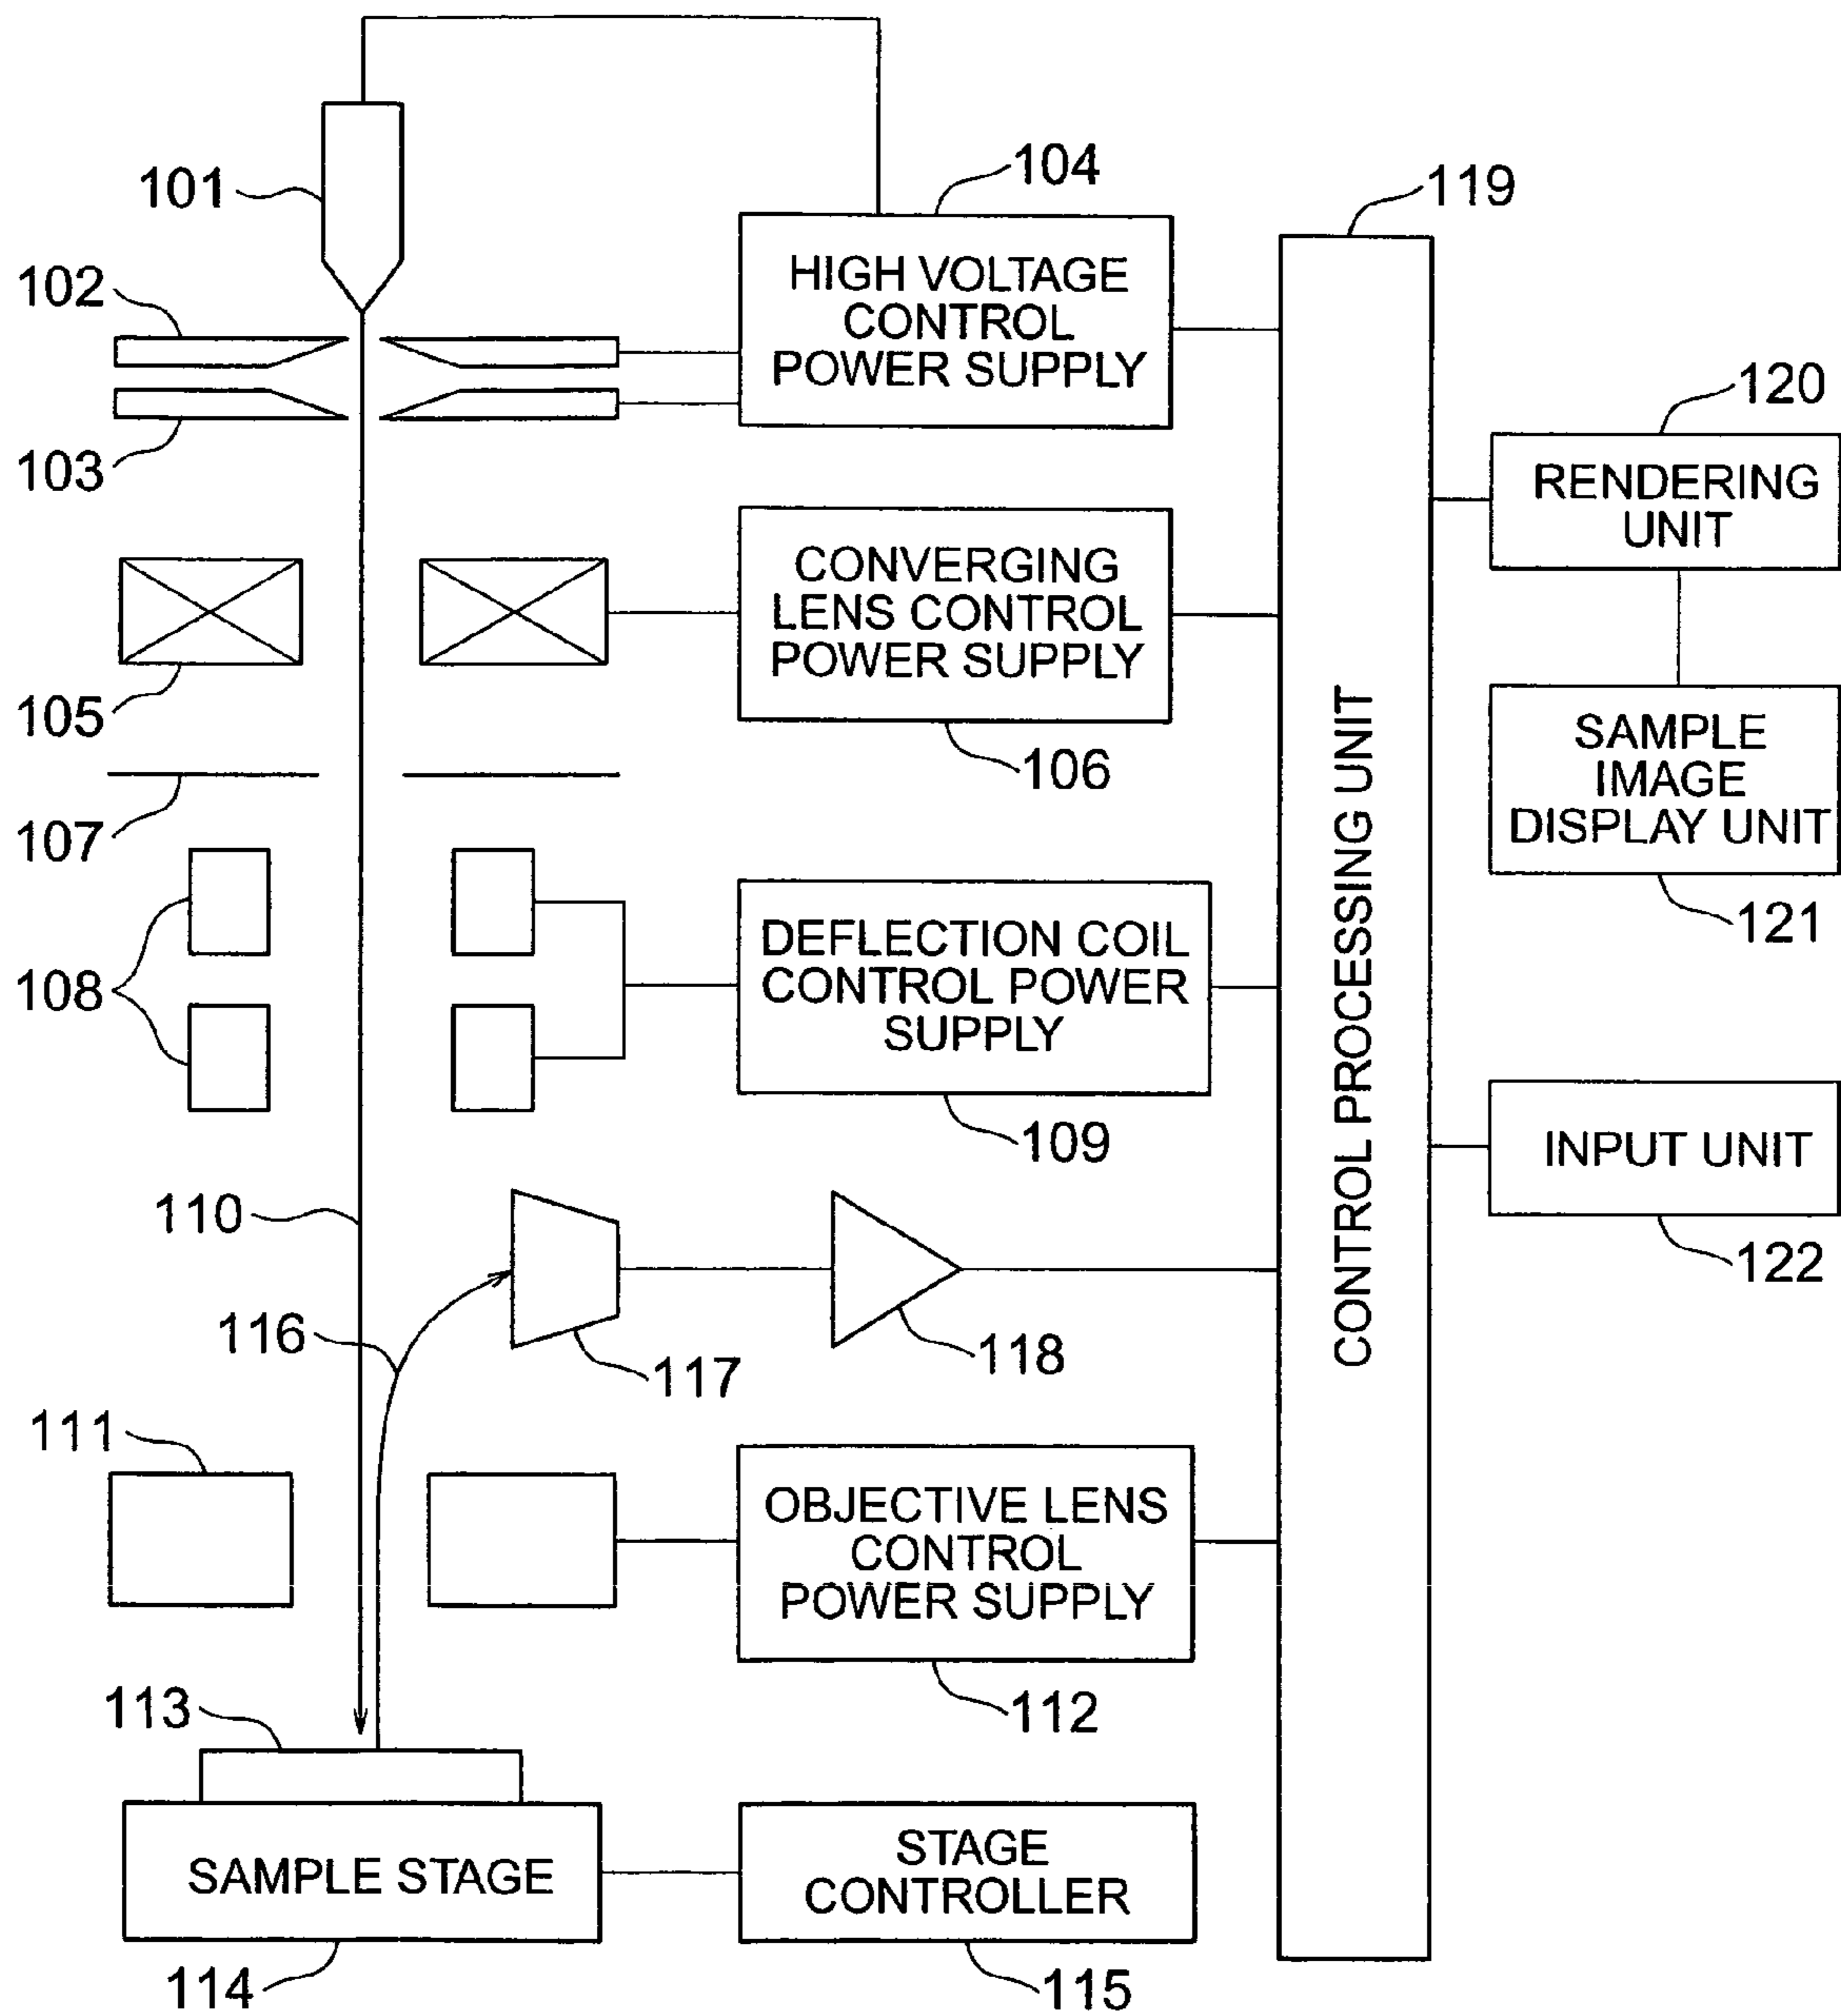 101
104
HIGH VOLTAGE
CONTROL
POWER SUPPLY
119
102
103
120
RENDERING
UNIT
105
CONVERGING
LENS CONTROL
POWER SUPPLY
106
SAMPLE
IMAGE
DISPLAY UNIT
121
107
108
DEFLECTION COIL
CONTROL POWER
SUPPLY
109
CONTROL PROCESSING UNIT
INPUT UNIT
122
110
116
117
118
111
OBJECTIVE LENS
CONTROL
POWER SUPPLY
112
113
SAMPLE STAGE
114
STAGE
CONTROLLER
115